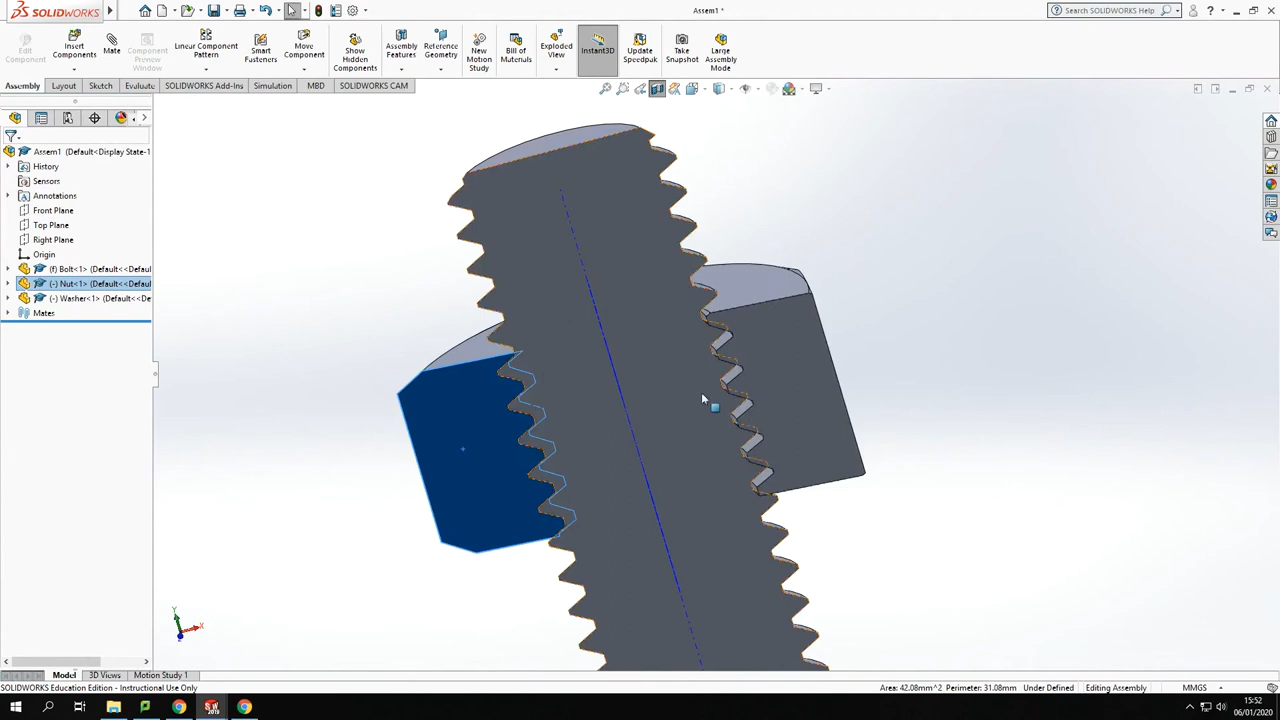 SOLIDWORKS
Assem1 *
Search SOLIDWORKS Help
Edit Component
Insert Components
Mate
Component Preview Window
Linear Component Pattern
Smart Fasteners
Move Component
Show Hidden Components
Assembly Features
Reference Geometry
New Motion Study
Bill of Materials
Exploded View
Instant3D
Update Speedpak
Take Snapshot
Large Assembly Mode
Assembly Layout Sketch Evaluate SOLIDWORKS Add-Ins Simulation MBD SOLIDWORKS CAM
Assem1 (Default<Display State-1
History
Sensors
Annotations
Front Plane
Top Plane
Right Plane
Origin
(f) Bolt<1> (Default<<Defaul
(-) Nut<1> (Default<<Defaul
(-) Washer<1> (Default<<De
Mates
Y
X
Z
Model 3D Views Motion Study 1
SOLIDWORKS Education Edition - Instructional Use Only
Area: 42.08mm^2 Perimeter: 31.08mm Under Defined Editing Assembly MMGS
15:52
06/01/2020